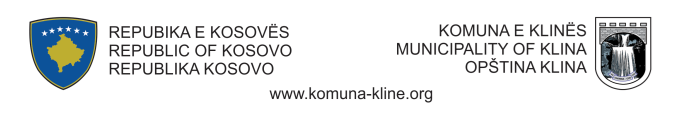 REPUBIKA E KOSOVËS
REPUBLIC OF KOSOVO
REPUBLIKA KOSOVO
KOMUNA E KLINËS
MUNICIPALITY OF KLINA
OPŠTINA KLINA
www.komuna-kline.org